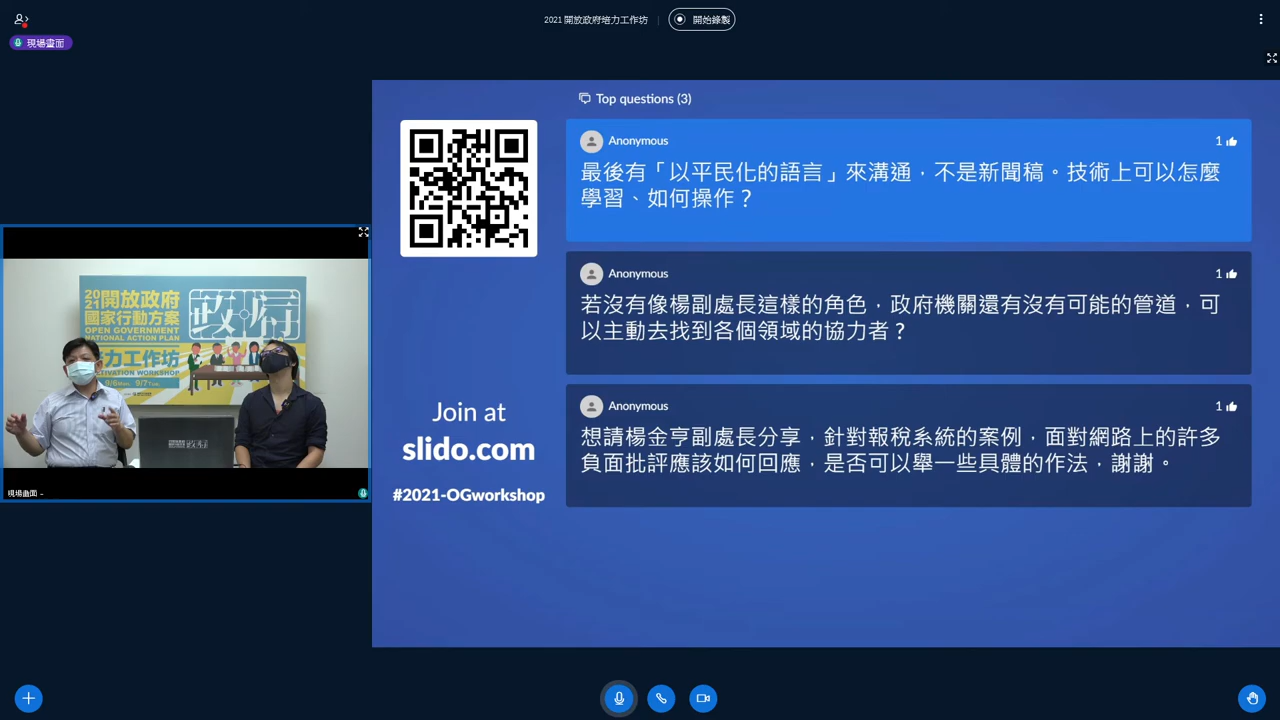 2021 開放政府培力工作坊
開始錄製
現場畫面
Top questions (3)
Anonymous
1
最後有「以平民化的語言」來溝通，不是新聞稿。技術上可以怎麼
學習、如何操作？
Anonymous
1
若沒有像楊副處長這樣的角色，政府機關還有沒有可能的管道，可
以主動去找到各個領域的協力者？
Anonymous
1
想請楊金亨副處長分享，針對報稅系統的案例，面對網路上的許多
負面批評應該如何回應，是否可以舉一些具體的作法，謝謝。
Join at
slido.com
#2021-OGworkshop
2021開放政府
國家行動方案
OPEN GOVERNMENT
NATIONAL ACTION PLAN
力工作坊
9/6 Mon. 9/7 Tue.
現場畫面